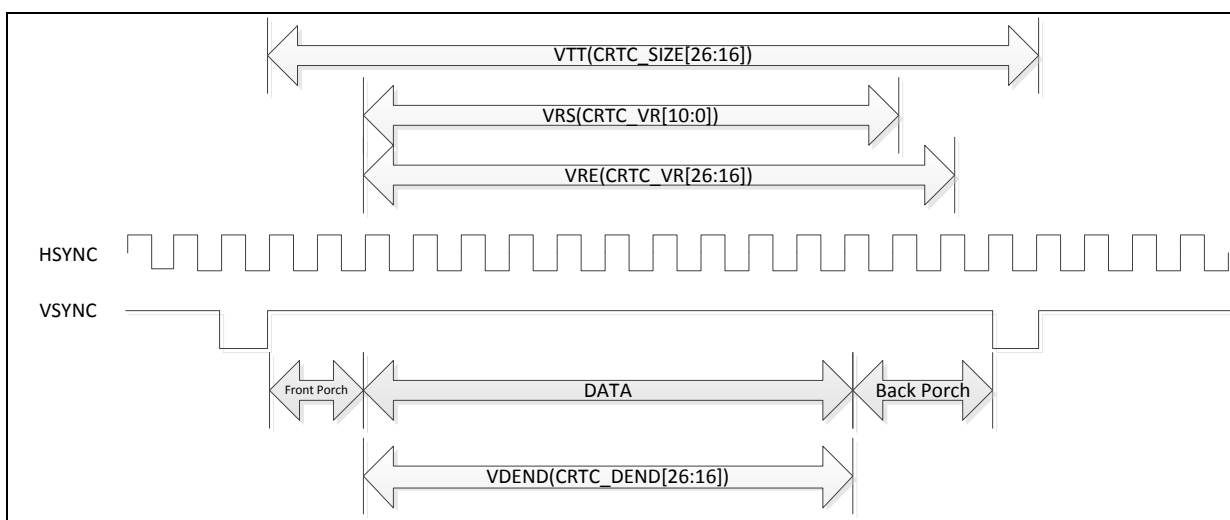 VTT(CRTC_SIZE[26:16])
VRS(CRTC_VR[10:0])
VRE(CRTC_VR[26:16])
HSYNC
VSYNC
Front Porch
DATA
Back Porch
VDEND(CRTC_DEND[26:16])